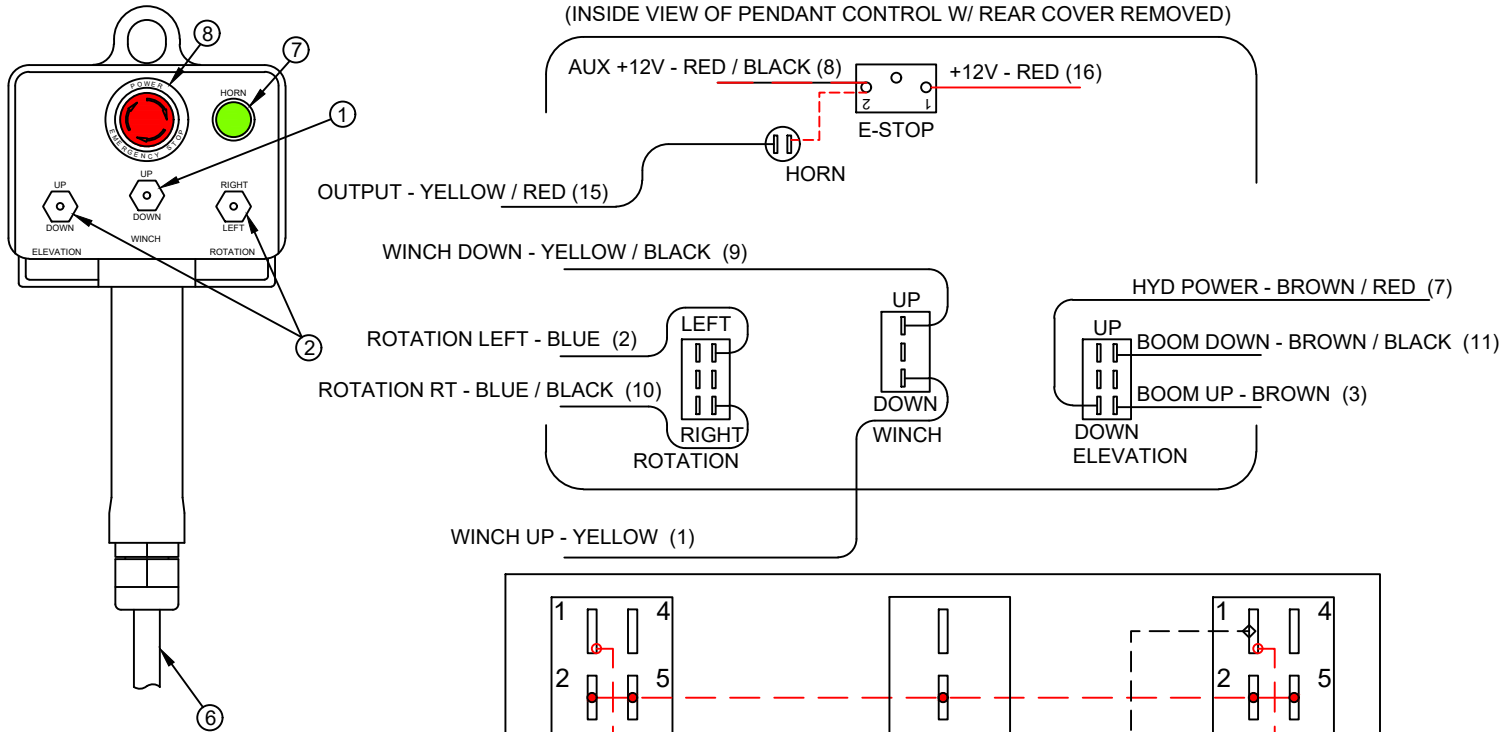 (INSIDE VIEW OF PENDANT CONTROL W/ REAR COVER REMOVED)
8
7
1
POWER
EMERGENCY STOP
HORN
UP
DOWN
ELEVATION
UP
DOWN
WINCH
RIGHT
LEFT
ROTATION
2
6
AUX +12V - RED / BLACK (8)
+12V - RED (16)
2
1
E-STOP
HORN
OUTPUT - YELLOW / RED (15)
WINCH DOWN - YELLOW / BLACK (9)
UP
HYD POWER - BROWN / RED (7)
ROTATION LEFT - BLUE (2)
LEFT
UP
BOOM DOWN - BROWN / BLACK (11)
ROTATION RT - BLUE / BLACK (10)
DOWN
BOOM UP - BROWN (3)
RIGHT
WINCH
DOWN
ROTATION
ELEVATION
WINCH UP - YELLOW (1)
1 4
1 4
2 5
2 5